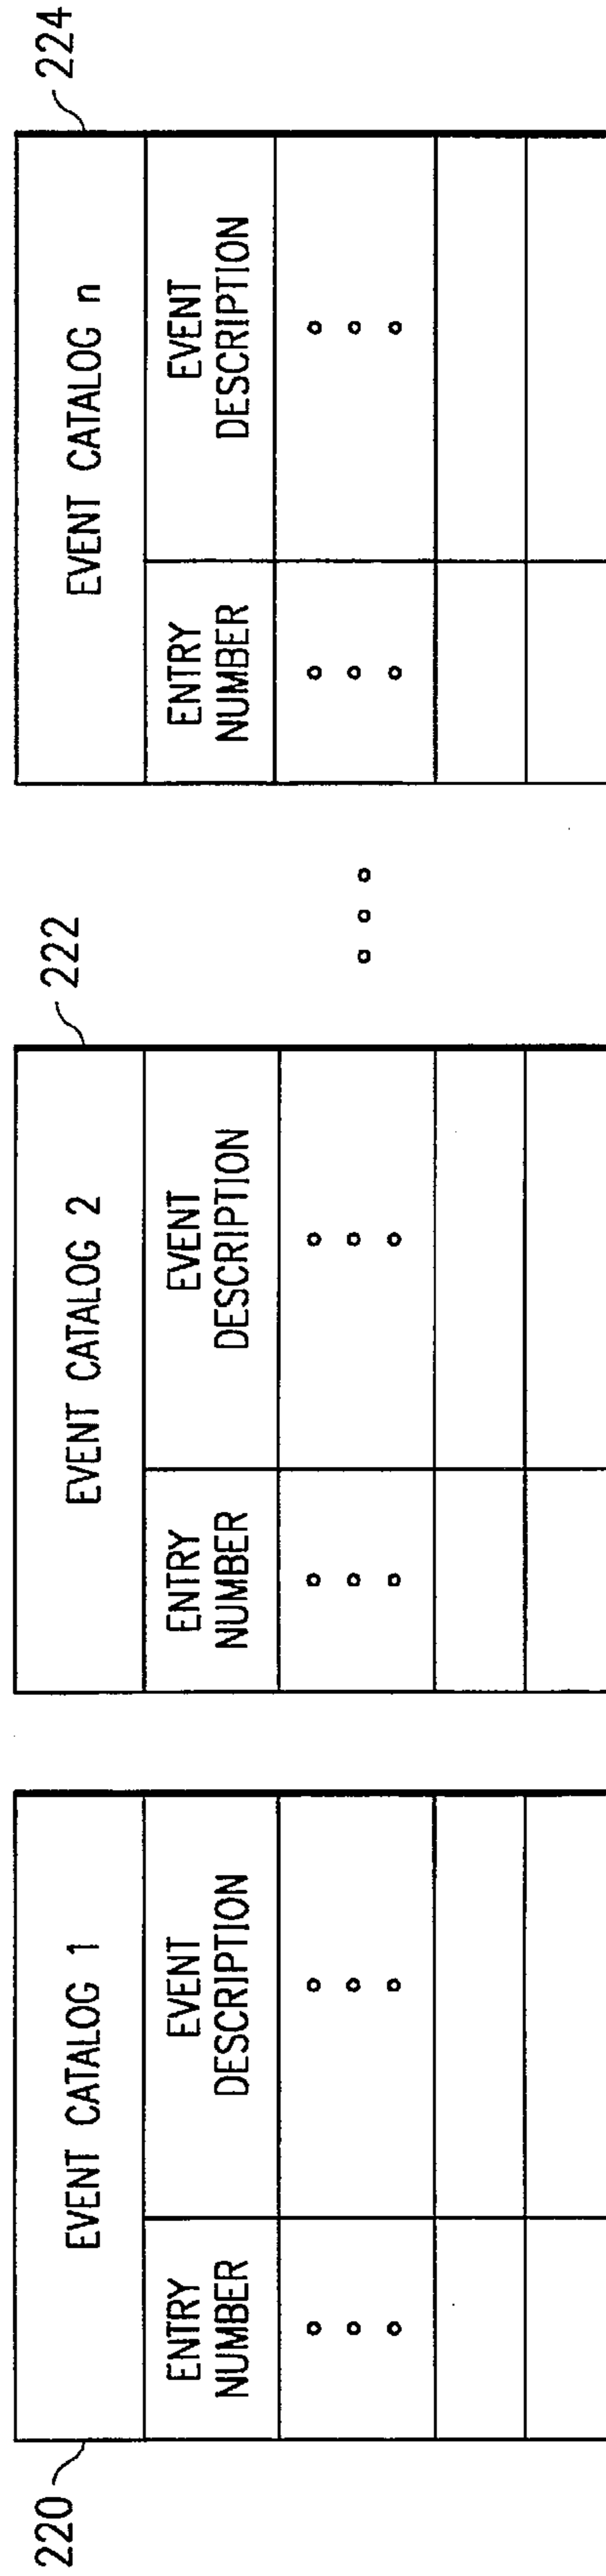 220
EVENT CATALOG 1
ENTRY
NUMBER
EVENT
DESCRIPTION
222
EVENT CATALOG 2
ENTRY
NUMBER
EVENT
DESCRIPTION
224
EVENT CATALOG n
ENTRY
NUMBER
EVENT
DESCRIPTION